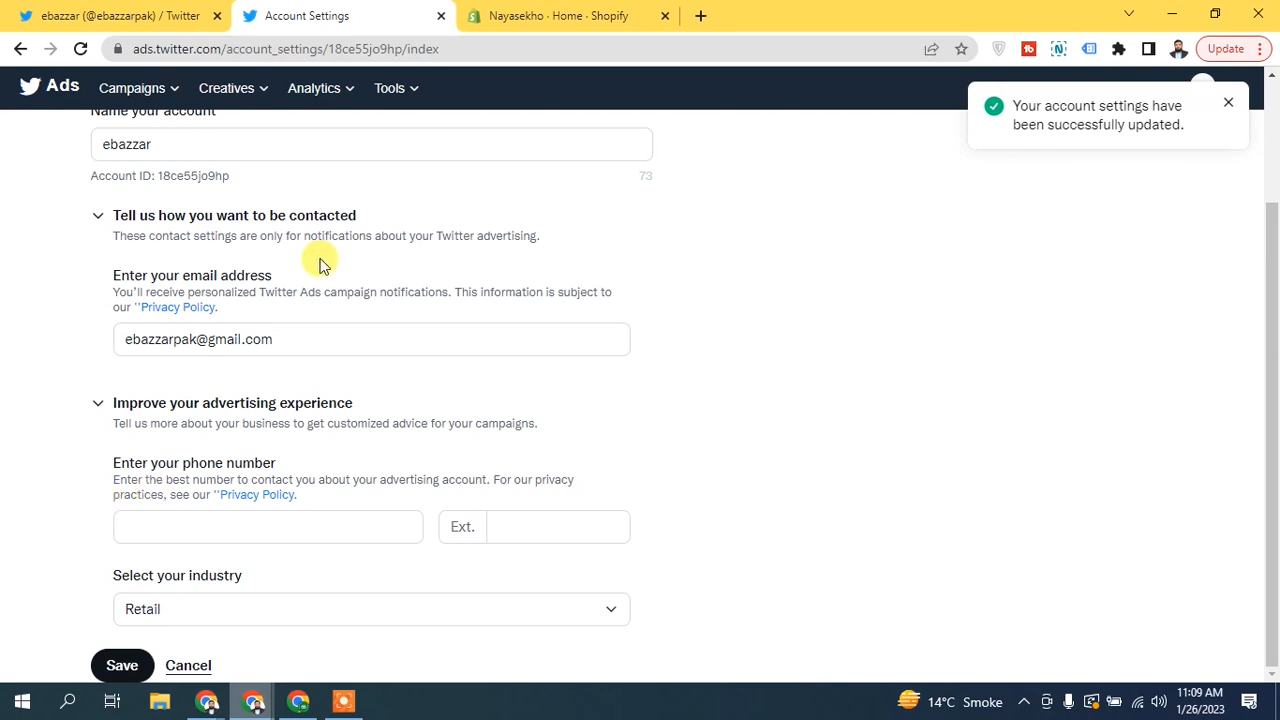 ebazzar (@ebazzarpak) / Twitter
Account Settings
Nayasekho · Home · Shopify
ads.twitter.com/account_settings/18ce55jo9hp/index
Update
Ads
Campaigns
Creatives
Analytics
Tools
Your account settings have
been successfully updated.
Name your account
ebazzar
Account ID: 18ce55jo9hp
73
Tell us how you want to be contacted
These contact settings are only for notifications about your Twitter advertising.
Enter your email address
You'll receive personalized Twitter Ads campaign notifications. This information is subject to
our ''Privacy Policy.
ebazzarpak@gmail.com
Improve your advertising experience
Tell us more about your business to get customized advice for your campaigns.
Enter your phone number
Enter the best number to contact you about your advertising account. For our privacy
practices, see our ''Privacy Policy.
Ext.
Select your industry
Retail
Save
Cancel
14°C Smoke
11:09 AM
1/26/2023